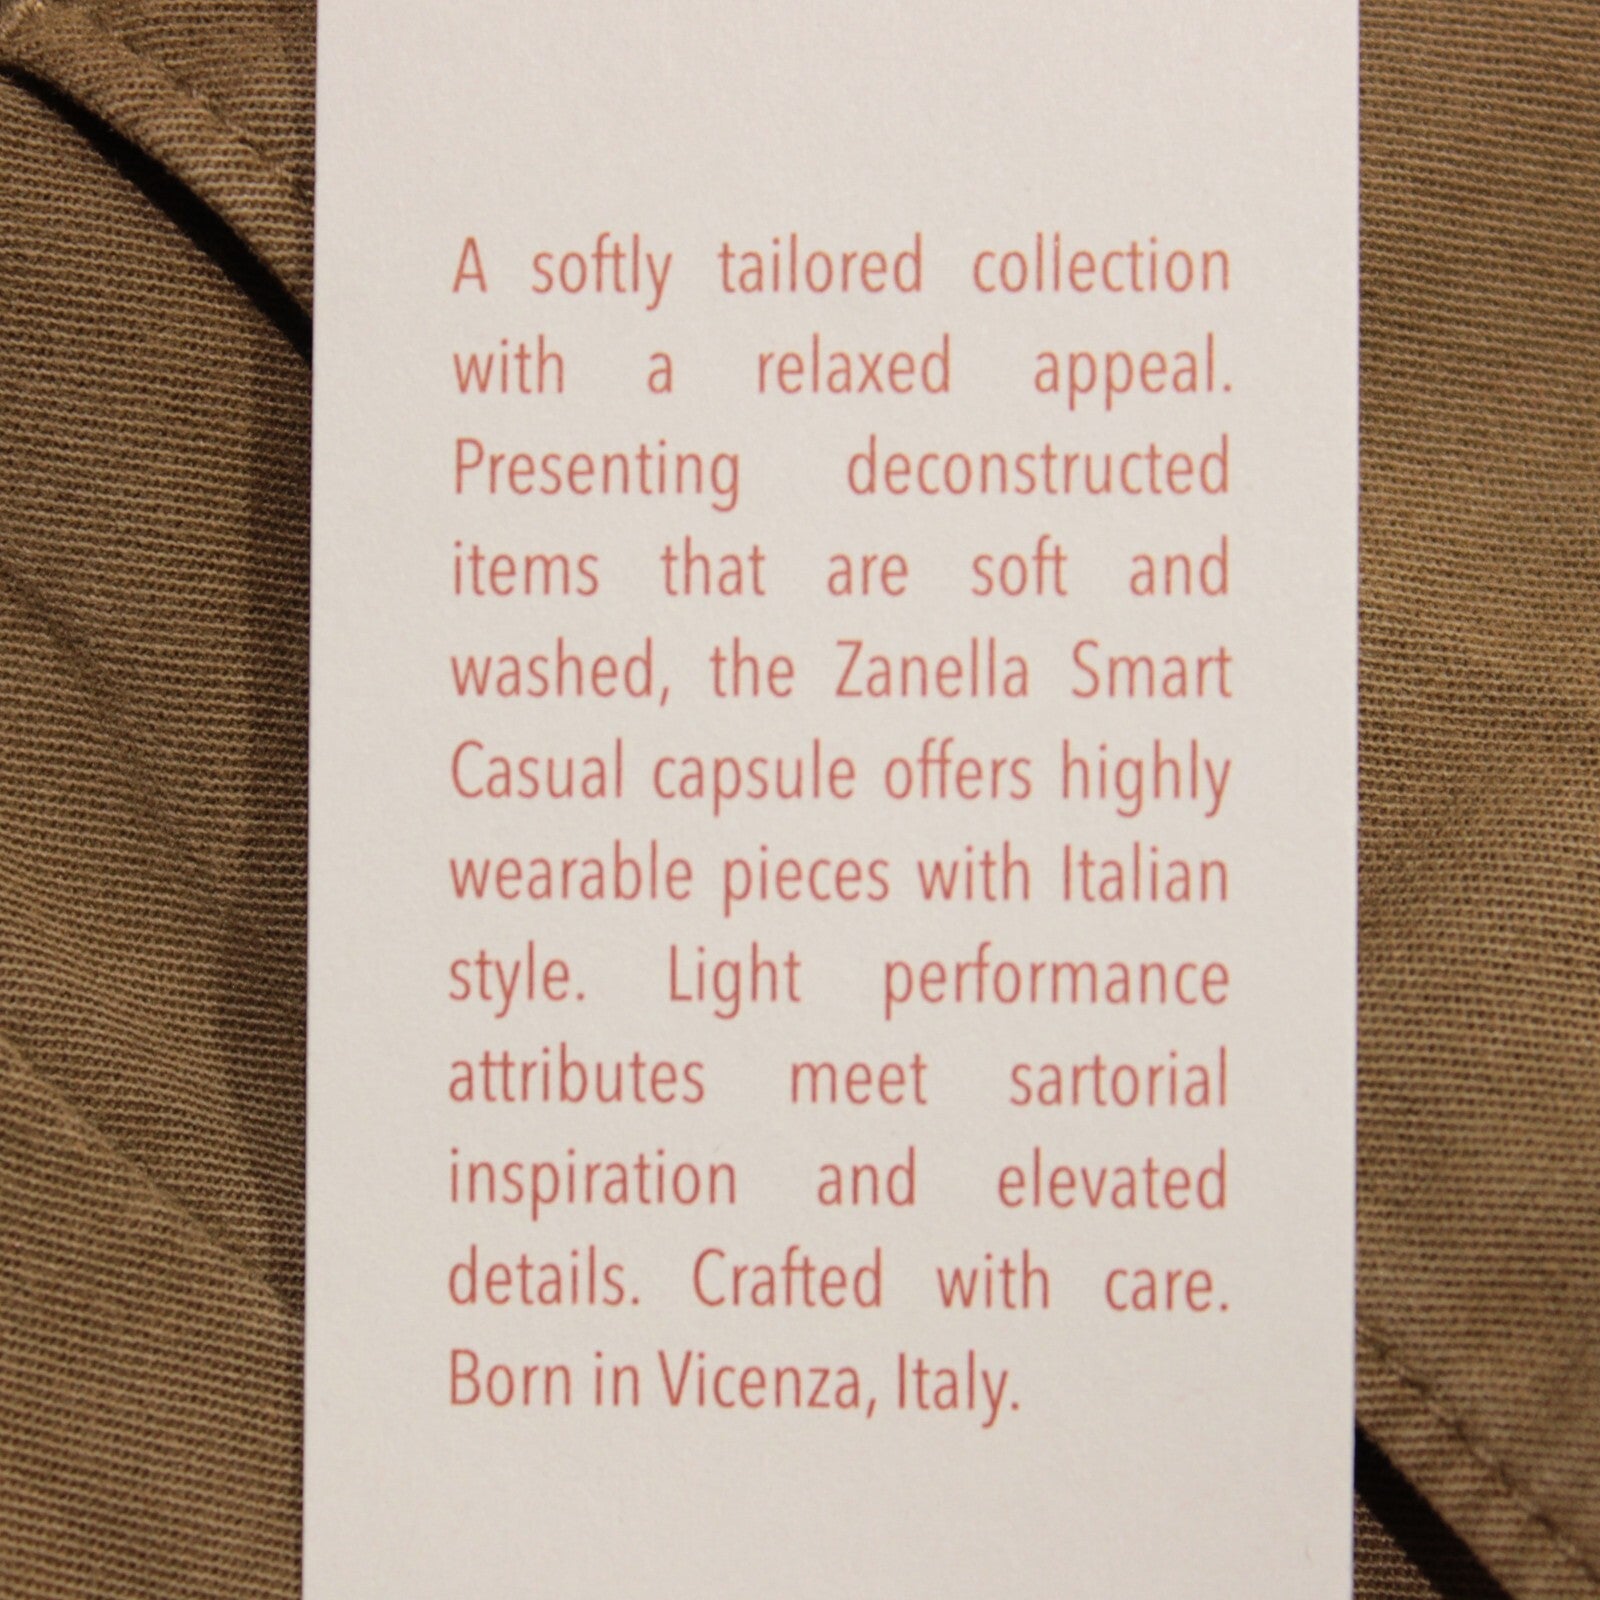 A softly tailored collection
with a relaxed appeal.
Presenting deconstructed
items that are soft and
washed, the Zanella Smart
Casual capsule offers highly
wearable pieces with Italian
style. Light performance
attributes meet sartorial
inspiration and elevated
details. Crafted with care.
Born in Vicenza, Italy.